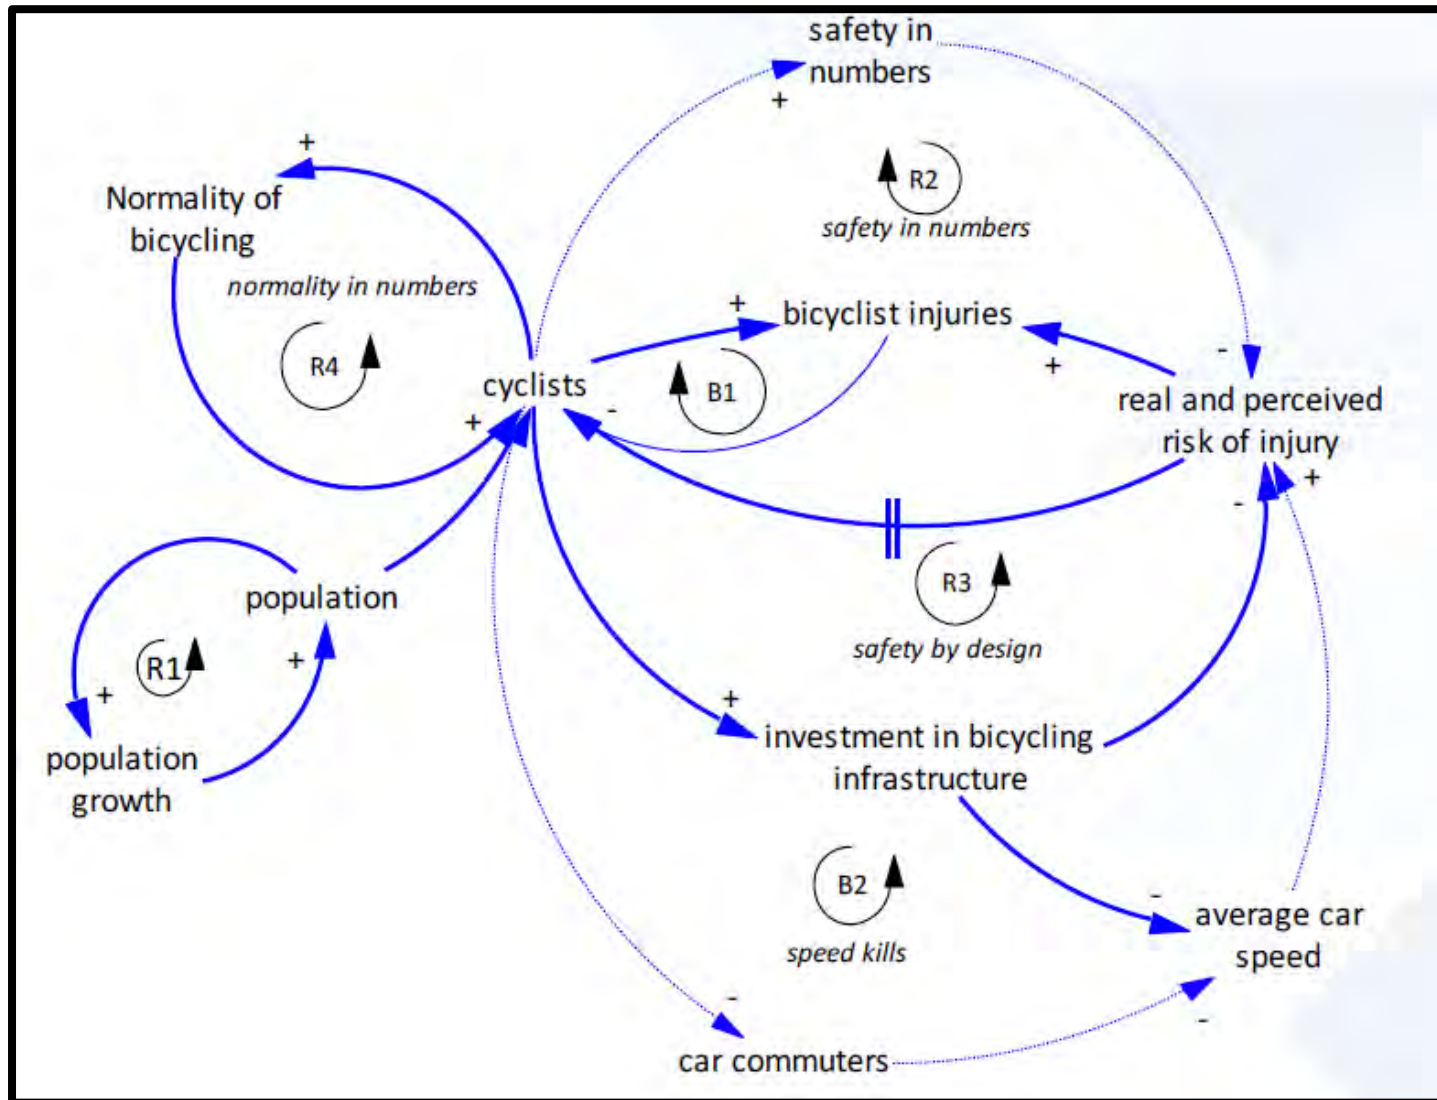 safety in
numbers
+
+
R2
safety in numbers
Normality of
bicycling
normality in numbers
R4
+
bicyclist injuries
+
-
cyclists
-
B1
+
real and perceived
risk of injury
-
+
R3
safety by design
population
R1
+
+
population
growth
+
investment in bicycling
infrastructure
B2
speed kills
-
average car
speed
-
-
car commuters